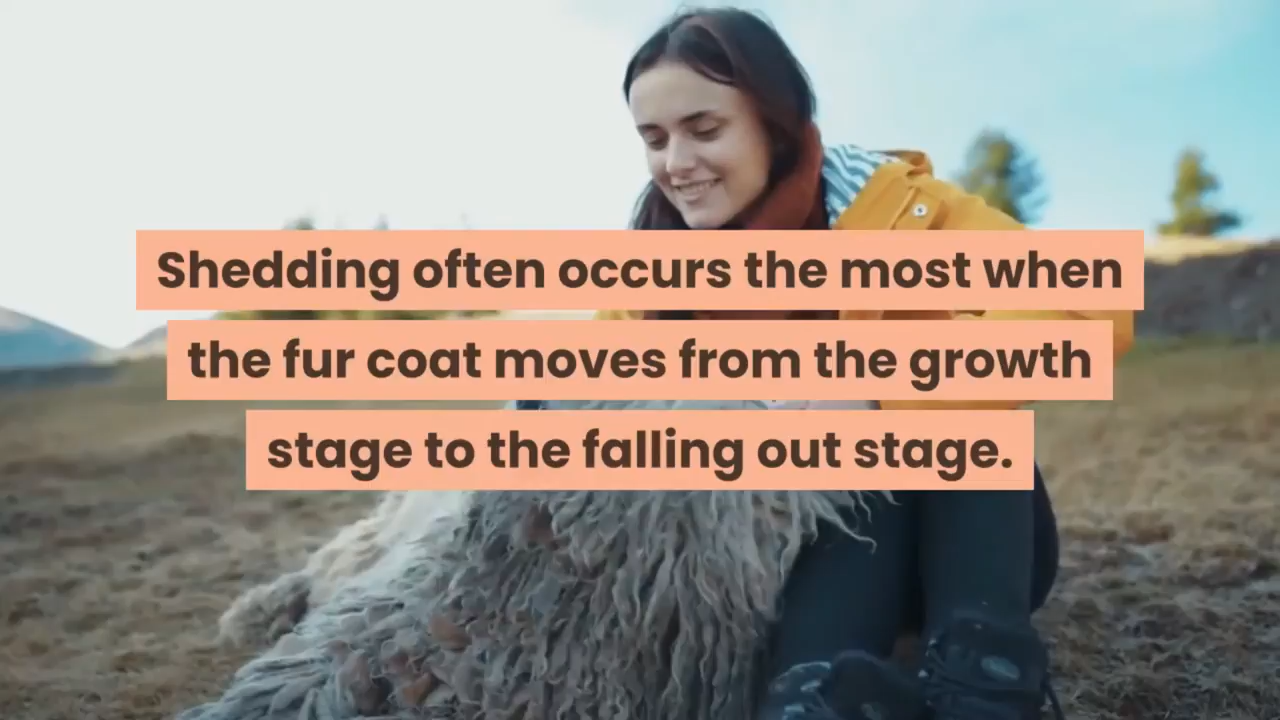 Shedding often occurs the most when
the fur coat moves from the growth
stage to the falling out stage.